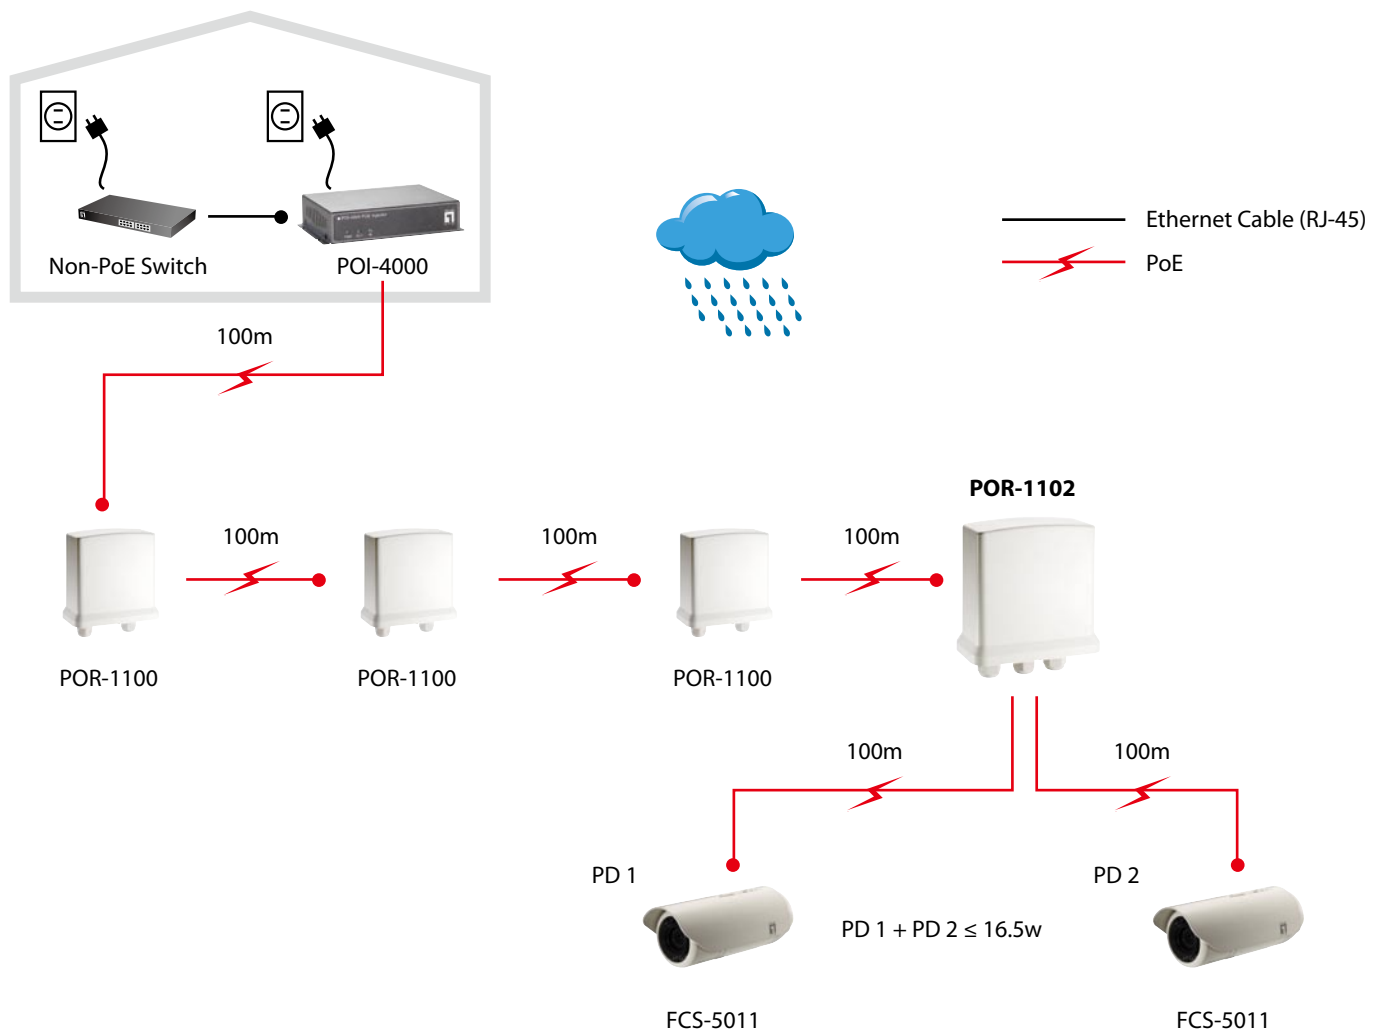 Ethernet Cable (RJ-45)
PoE
Non-PoE Switch
POI-4000
100m
POR-1102
100m
100m
100m
POR-1100
POR-1100
POR-1100
100m
100m
PD 1
PD 2
PD 1 + PD 2 ≤ 16.5w
FCS-5011
FCS-5011